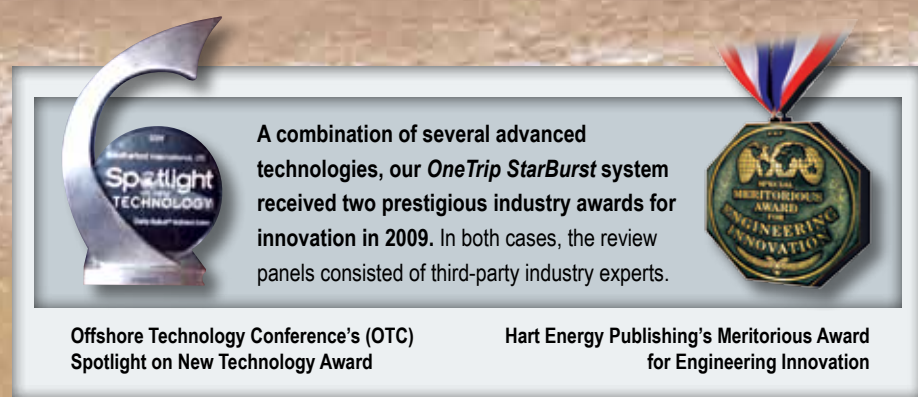 Spotlight
TECHNOLOGY
SPECIAL
MERITORIOUS
AWARD
FOR
ENGINEERING
INNOVATION
A combination of several advanced
technologies, our OneTrip StarBurst system
received two prestigious industry awards for
innovation in 2009. In both cases, the review
panels consisted of third-party industry experts.
Offshore Technology Conference’s (OTC)
Spotlight on New Technology Award
Hart Energy Publishing’s Meritorious Award
for Engineering Innovation